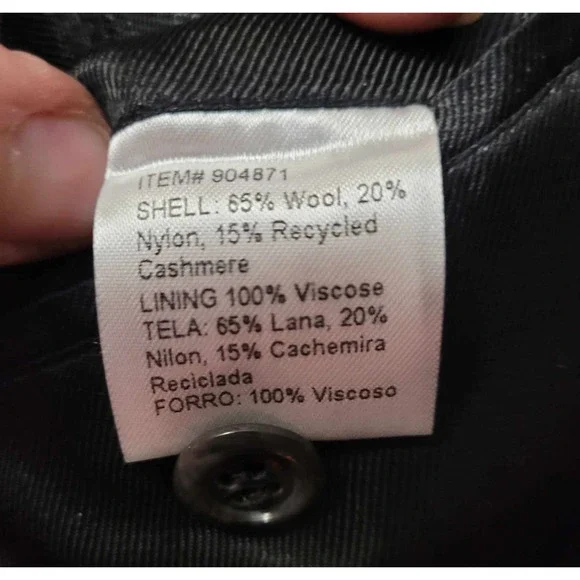 ITEM# 904871
SHELL: 65% Wool, 20%
Nylon, 15% Recycled
Cashmere
LINING 100% Viscose
TELA: 65% Lana, 20%
Nilon, 15% Cachemira
Reciclada
FORRO: 100% Viscoso